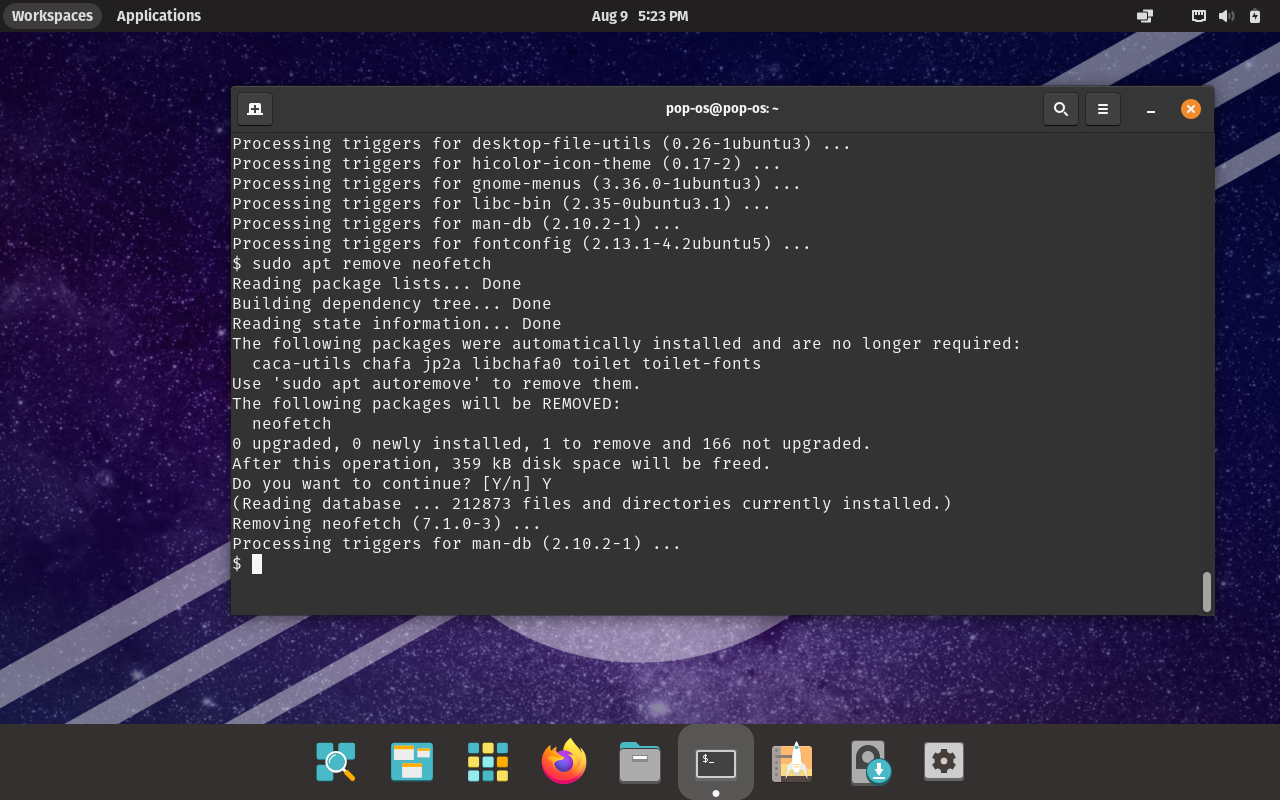 Workspaces Applications Aug 9 5:23 PM
pop-os@pop-os: ~
Processing triggers for desktop-file-utils (0.26-1ubuntu3) ...
Processing triggers for hicolor-icon-theme (0.17-2) ...
Processing triggers for gnome-menus (3.36.0-1ubuntu3) ...
Processing triggers for libc-bin (2.35-0ubuntu3.1) ...
Processing triggers for man-db (2.10.2-1) ...
Processing triggers for fontconfig (2.13.1-4.2ubuntu5) ...
$ sudo apt remove neofetch
Reading package lists... Done
Building dependency tree... Done
Reading state information... Done
The following packages were automatically installed and are no longer required:
  caca-utils chafa jp2a libchafa0 toilet toilet-fonts
Use 'sudo apt autoremove' to remove them.
The following packages will be REMOVED:
  neofetch
0 upgraded, 0 newly installed, 1 to remove and 166 not upgraded.
After this operation, 359 kB disk space will be freed.
Do you want to continue? [Y/n] Y
(Reading database ... 212873 files and directories currently installed.)
Removing neofetch (7.1.0-3) ...
Processing triggers for man-db (2.10.2-1) ...
$
$_